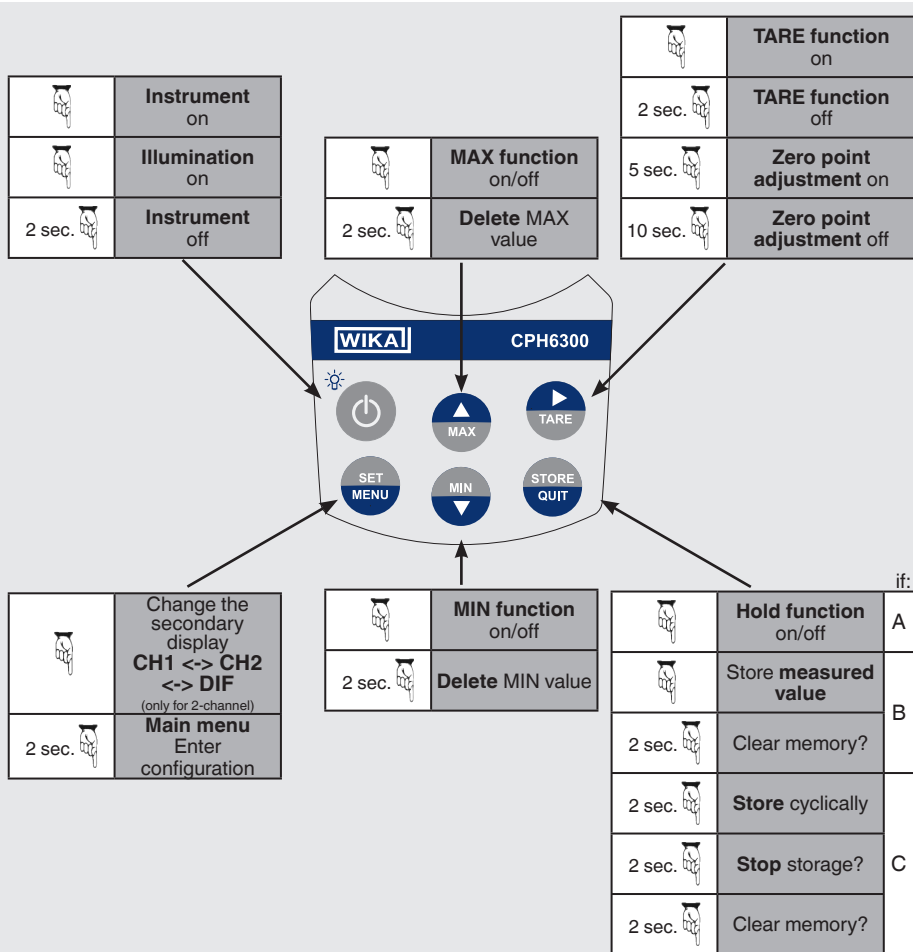 Instrument
on
Illumination
on
2 sec.
Instrument
off
MAX function
on/off
2 sec.
Delete MAX
value
TARE function
on
2 sec.
TARE function
off
5 sec.
Zero point
adjustment on
10 sec.
Zero point
adjustment off
WIKA
CPH6300
MAX
TARE
SET
MENU
MIN
STORE
QUIT
Change the
secondary
display
CH1 <-> CH2
<-> DIF
(only for 2-channel)
2 sec.
Main menu
Enter
configuration
MIN function
on/off
2 sec.
Delete MIN value
if:
Hold function
on/off
A
Store measured
value
B
2 sec.
Clear memory?
2 sec.
Store cyclically
2 sec.
Stop storage?
C
2 sec.
Clear memory?